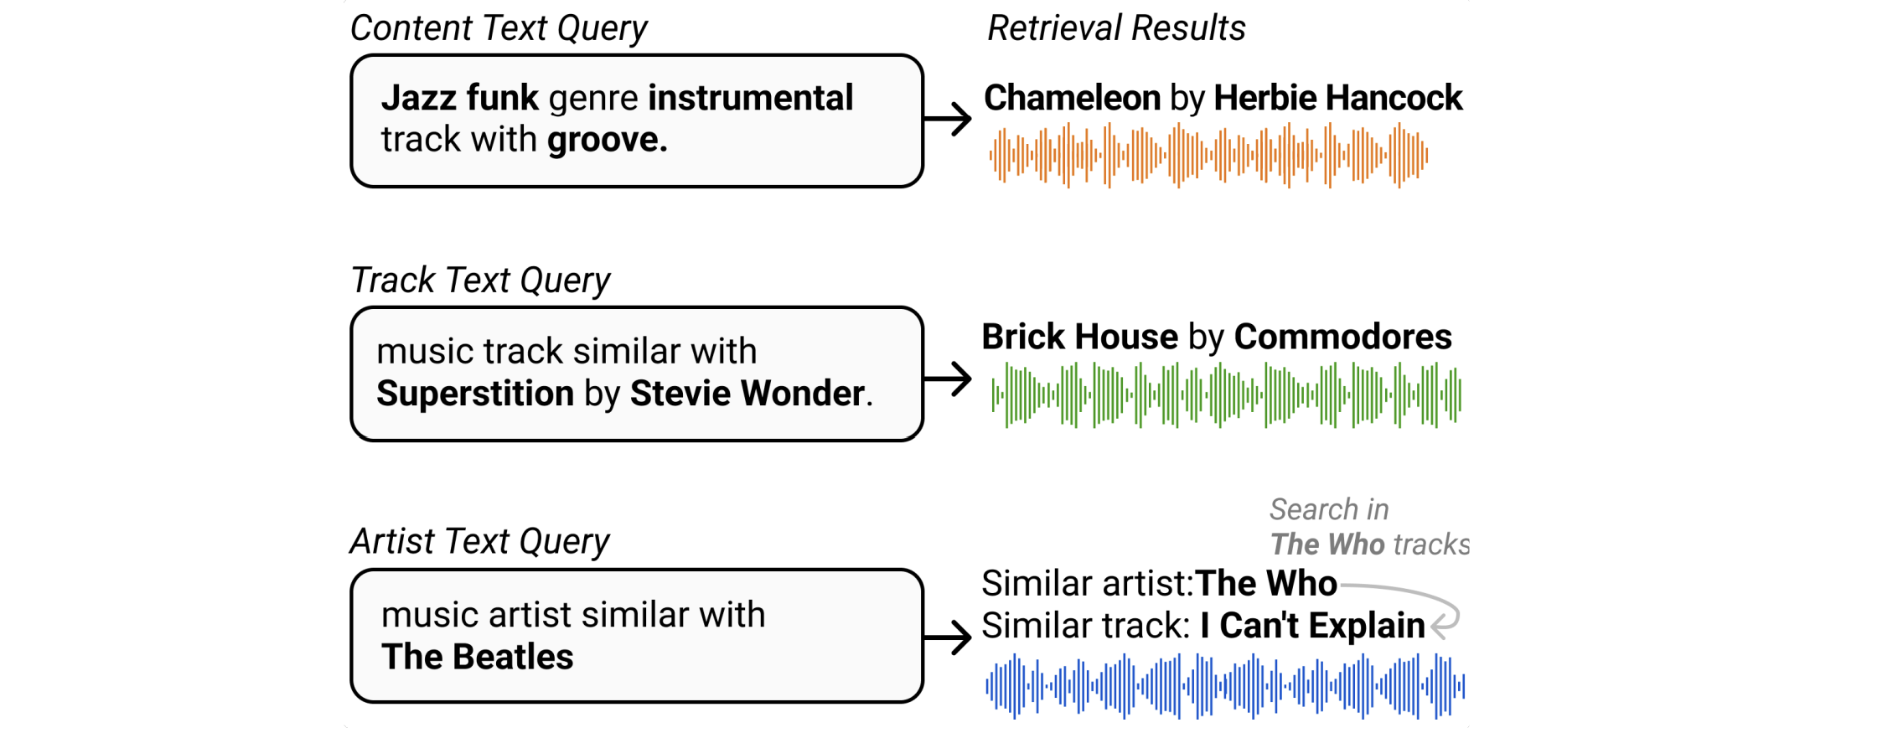 Content Text Query
Jazz funk genre instrumental
track with groove.
Retrieval Results
Chameleon by Herbie Hancock
Track Text Query
music track similar with
Superstition by Stevie Wonder.
Brick House by Commodores
Artist Text Query
music artist similar with
The Beatles
Search in
The Who tracks
Similar artist:The Who
Similar track: I Can't Explain